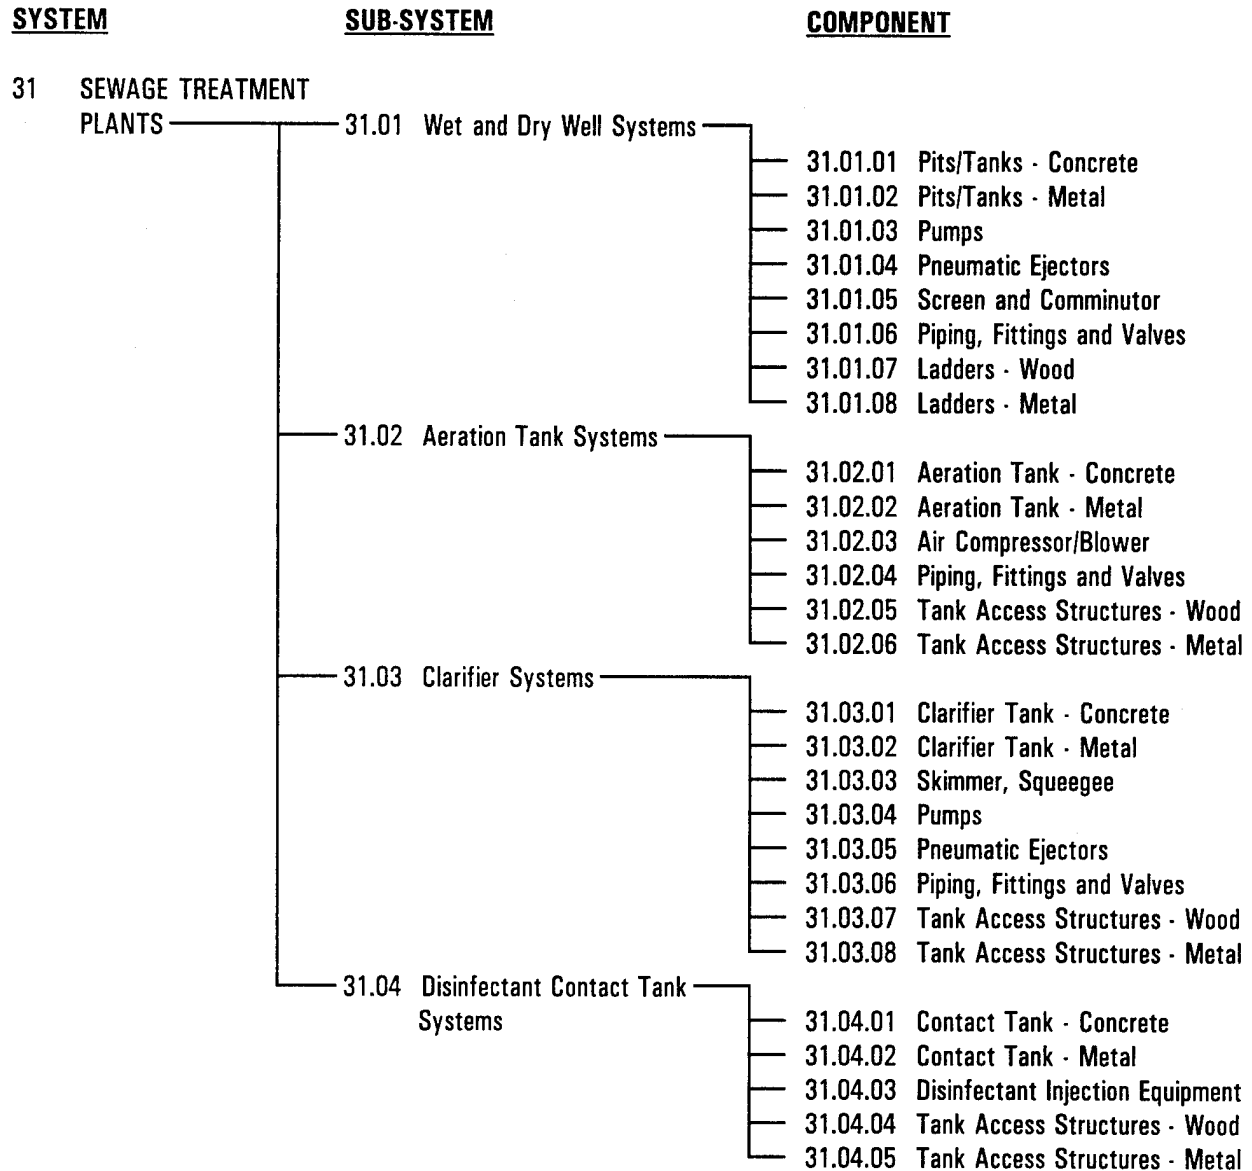 SYSTEM SUB-SYSTEM COMPONENT
31 SEWAGE TREATMENT
PLANTS 31.01 Wet and Dry Well Systems
31.01.01 Pits/Tanks - Concrete
31.01.02 Pits/Tanks - Metal
31.01.03 Pumps
31.01.04 Pneumatic Ejectors
31.01.05 Screen and Comminutor
31.01.06 Piping, Fittings and Valves
31.01.07 Ladders - Wood
31.01.08 Ladders - Metal
31.02 Aeration Tank Systems
31.02.01 Aeration Tank - Concrete
31.02.02 Aeration Tank - Metal
31.02.03 Air Compressor/Blower
31.02.04 Piping, Fittings and Valves
31.02.05 Tank Access Structures - Wood
31.02.06 Tank Access Structures - Metal
31.03 Clarifier Systems
31.03.01 Clarifier Tank - Concrete
31.03.02 Clarifier Tank - Metal
31.03.03 Skimmer, Squeegee
31.03.04 Pumps
31.03.05 Pneumatic Ejectors
31.03.06 Piping, Fittings and Valves
31.03.07 Tank Access Structures - Wood
31.03.08 Tank Access Structures - Metal
31.04 Disinfectant Contact Tank
Systems
31.04.01 Contact Tank - Concrete
31.04.02 Contact Tank - Metal
31.04.03 Disinfectant Injection Equipment
31.04.04 Tank Access Structures - Wood
31.04.05 Tank Access Structures - Metal